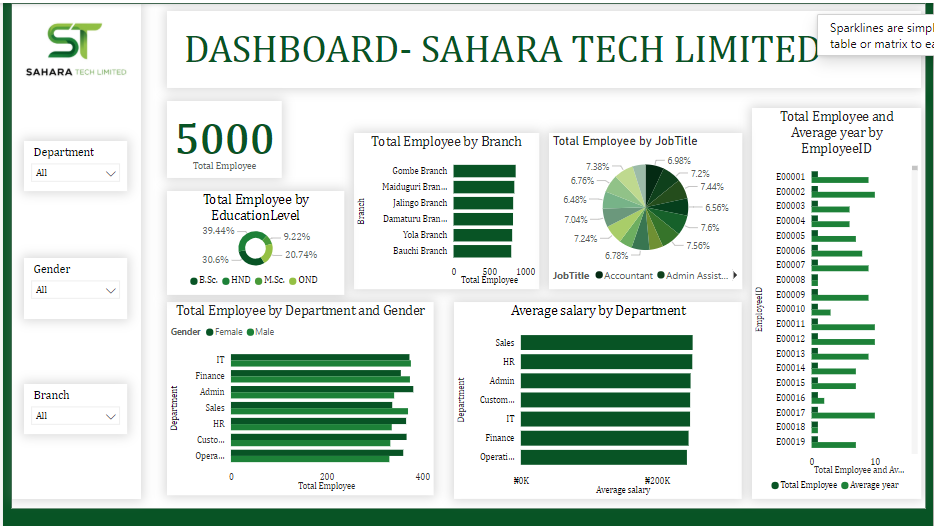 ST
SAHARA TECH LIMITED
DASHBOARD- SAHARA TECH LIMITED
Sparklines are simpl
table or matrix to ea
Department
All
Gender
All
Branch
All
5000
Total Employee
Total Employee by
EducationLevel
39.44%
9.22%
30.6%
20.74%
B.Sc. HND M.Sc. OND
Total Employee by Branch
Branch
Gombe Branch
Maiduguri Bran...
Jalingo Branch
Damaturu Bran...
Yola Branch
Bauchi Branch
0 500 1000
Total Employee
Total Employee by JobTitle
7.38%
6.98%
6.76%
7.2%
6.48%
7.44%
7.04%
6.56%
7.24%
7.6%
6.78%
7.56%
JobTitle Accountant Admin Assist...
Total Employee and
Average year by
EmployeeID
EmployeeID
E00001
E00002
E00003
E00004
E00005
E00006
E00007
E00008
E00009
E00010
E00011
E00012
E00013
E00014
E00015
E00016
E00017
E00018
E00019
0 10
Total Employee and Av...
Total Employee Average year
Total Employee by Department and Gender
Gender Female Male
Department
IT
Finance
Admin
Sales
HR
Custo...
Opera...
0 200 400
Total Employee
Average salary by Department
Department
Sales
HR
Admin
Custom...
IT
Finance
Operati...
₦0K ₦200K
Average salary